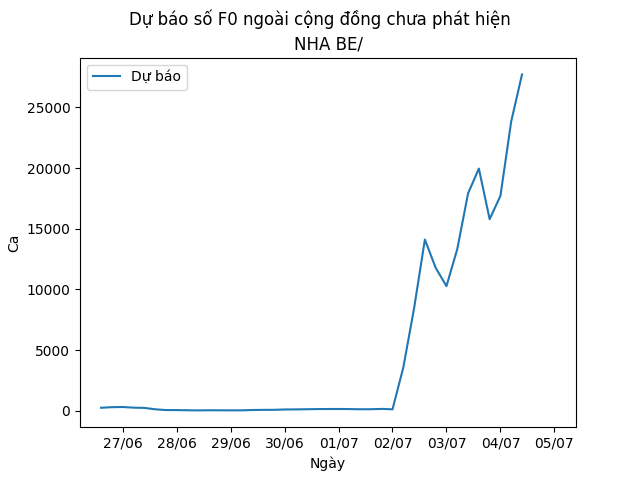 Dự báo số F0 ngoài cộng đồng chưa phát hiện
NHA BE/
Dự báo
Ca
25000
20000
15000
10000
5000
0
27/06 28/06 29/06 30/06 01/07 02/07 03/07 04/07 05/07
Ngày